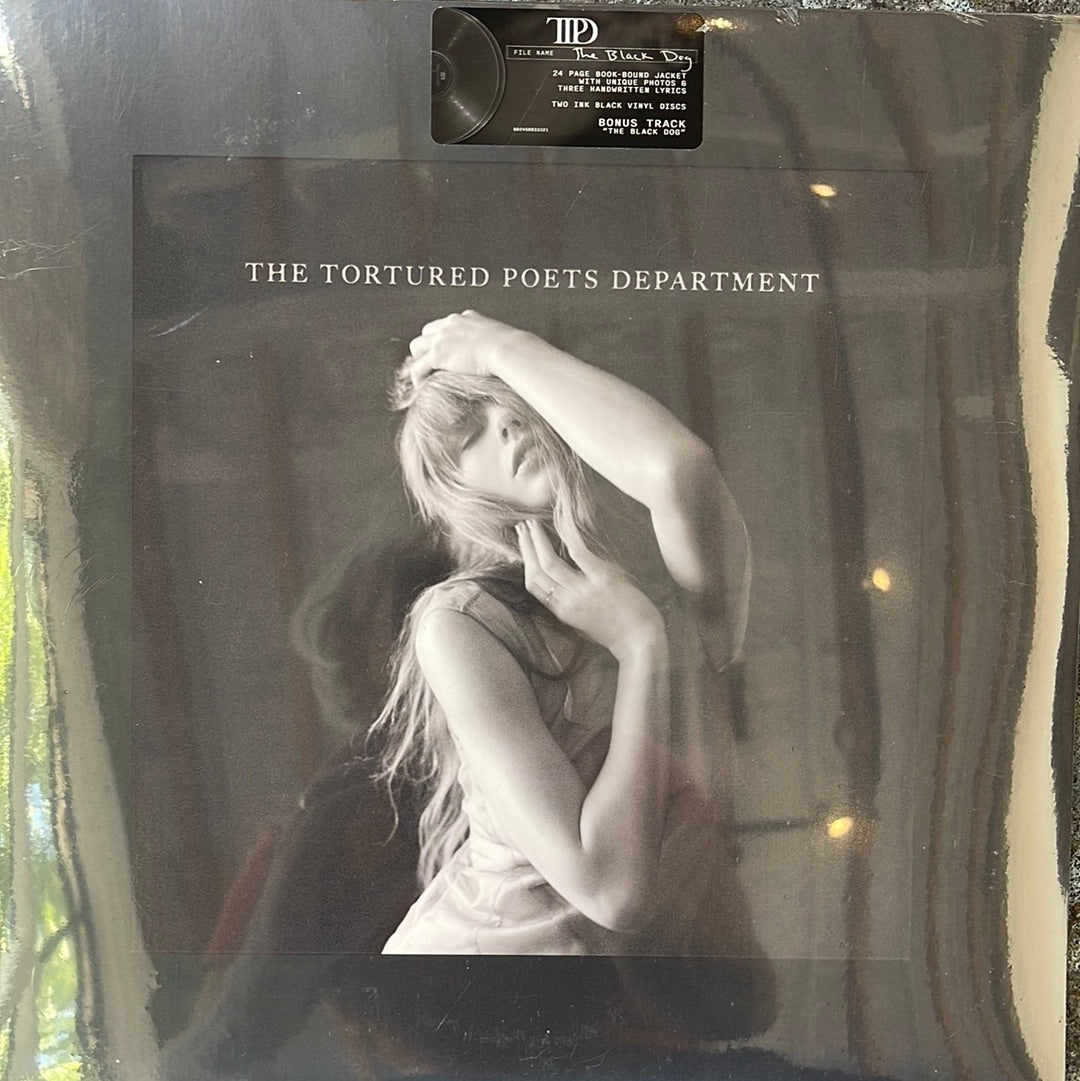 TTPD
FILE NAME The Black Dog
24 PAGE BOOK-BOUND JACKET
WITH UNIQUE PHOTOS &
THREE HANDWRITTEN LYRICS
TWO INK BLACK VINYL DISCS
BONUS TRACK
"THE BLACK DOG"
THE TORTURED POETS DEPARTMENT